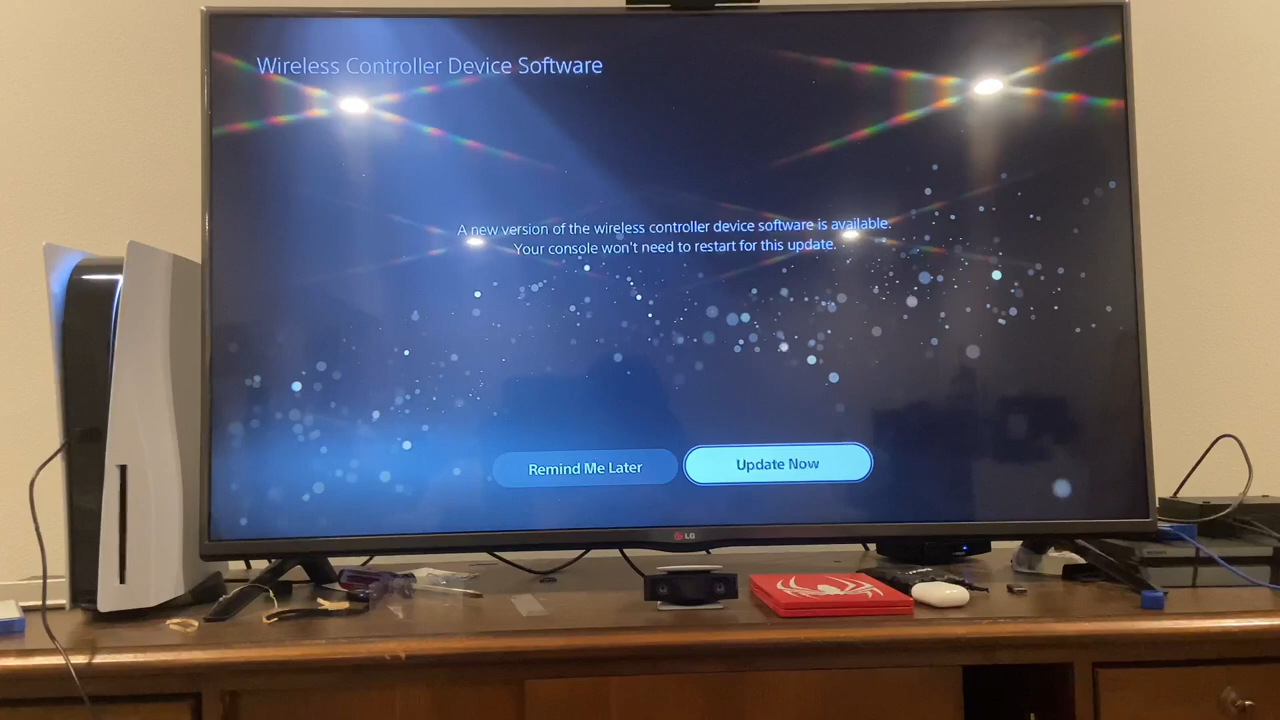 Wireless Controller Device Software
A new version of the wireless controller device software is available.
Your console won't need to restart for this update.
Remind Me Later
Update Now
LG